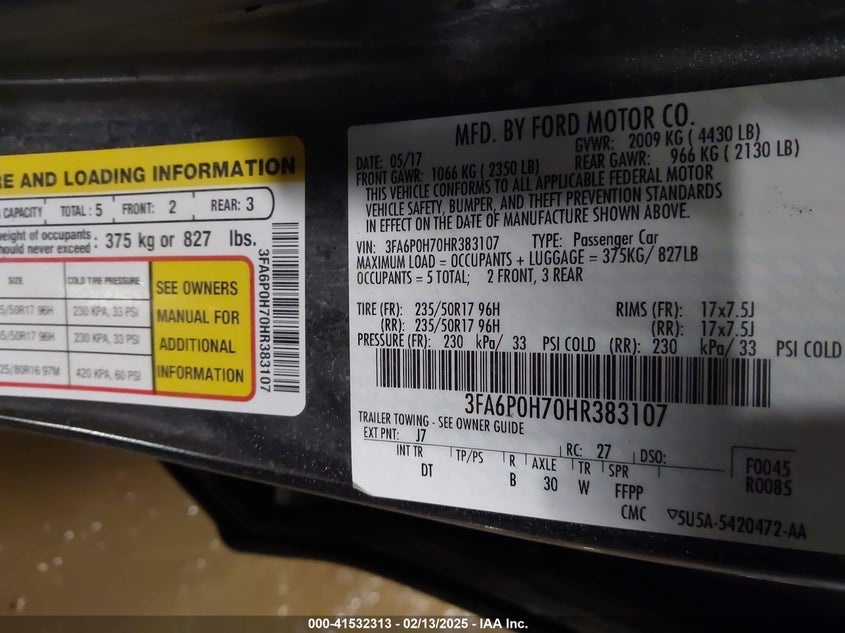 RE AND LOADING INFORMATION
CAPACITY TOTAL: 5 FRONT: 2 REAR: 3
weight of occupants
should never exceed - 375 kg or 827 lbs.
SIZE COLD TIRE PRESSURE
5/50R17 96H 230 KPA, 33 PSI
5/50R17 96H 230 KPA, 33 PSI
25/80R16 97M 420 KPA, 60 PSI
SEE OWNERS
MANUAL FOR
ADDITIONAL
INFORMATION
3FA6P0H70HR383107
MFD. BY FORD MOTOR CO.
DATE: 05/17 GVWR: 2009 KG ( 4430 LB)
FRONT GAWR: 1066 KG ( 2350 LB) REAR GAWR: 966 KG ( 2130 LB)
THIS VEHICLE CONFORMS TO ALL APPLICABLE FEDERAL MOTOR
VEHICLE SAFETY, BUMPER, AND THEFT PREVENTION STANDARDS
IN EFFECT ON THE DATE OF MANUFACTURE SHOWN ABOVE.
VIN: 3FA6P0H70HR383107 TYPE: Passenger Car
MAXIMUM LOAD = OCCUPANTS + LUGGAGE = 375KG/ 827LB
OCCUPANTS = 5 TOTAL; 2 FRONT, 3 REAR
TIRE (FR): 235/50R17 96H RIMS (FR): 17x7.5J
(RR): 235/50R17 96H (RR): 17x7.5J
PRESSURE (FR): 230 kPa/ 33 PSI COLD (RR): 230 kPa/ 33 PSI COLD
3FA6P0H70HR383107
TRAILER TOWING - SEE OWNER GUIDE
EXT PNT: J7 RC: 27 DSO:
INT TR TP/PS R AXLE TR SPR F0045
DT B 30 W FFPP R0085
CMC ▽5U5A-5420472-AA
000-41532313 - 02/13/2025 - IAA Inc.